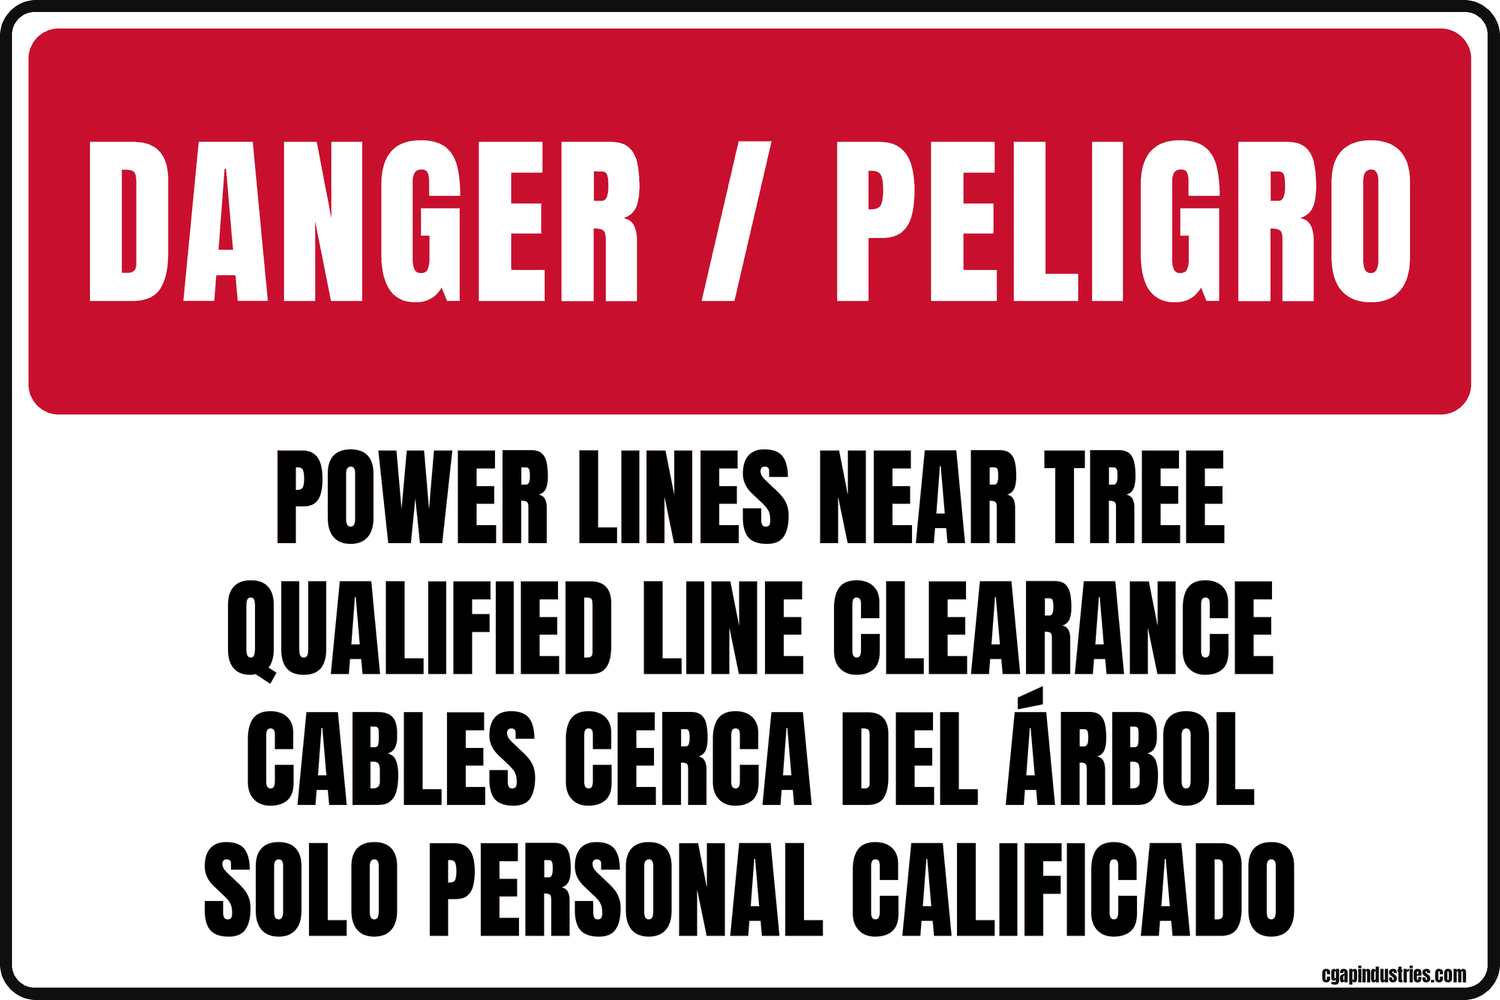 DANGER / PELIGRO
POWER LINES NEAR TREE
QUALIFIED LINE CLEARANCE
CABLES CERCA DEL ÁRBOL
SOLO PERSONAL CALIFICADO
cgapindustries.com